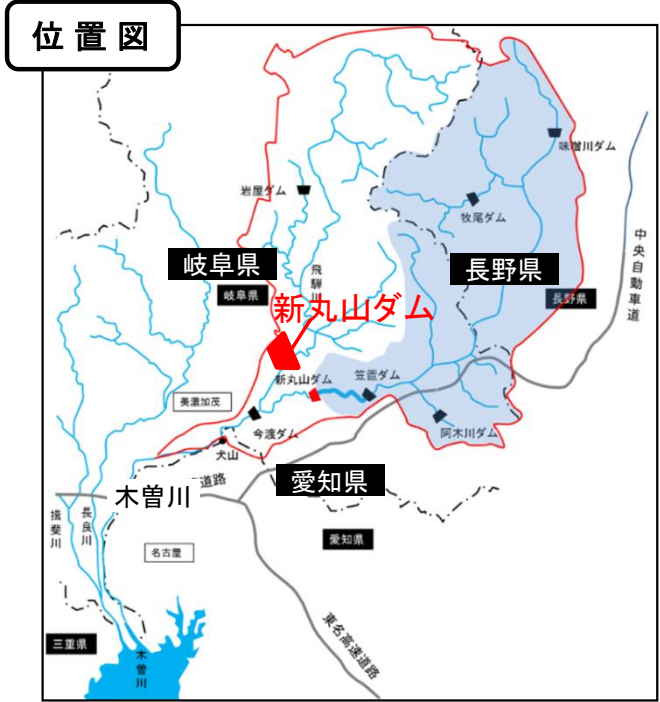 位置図
味噌川ダム
岩屋ダム
牧尾ダム
中央自動車道
岐阜県
長野県
飛騨川
岐阜県
長野県
新丸山ダム
新丸山ダム
笠置ダム
美濃加茂
今渡ダム
阿木川ダム
犬山
愛知県
道路
木曽川
揖斐川
長良川
愛知県
名古屋
東名高速道路
三重県
木曽川